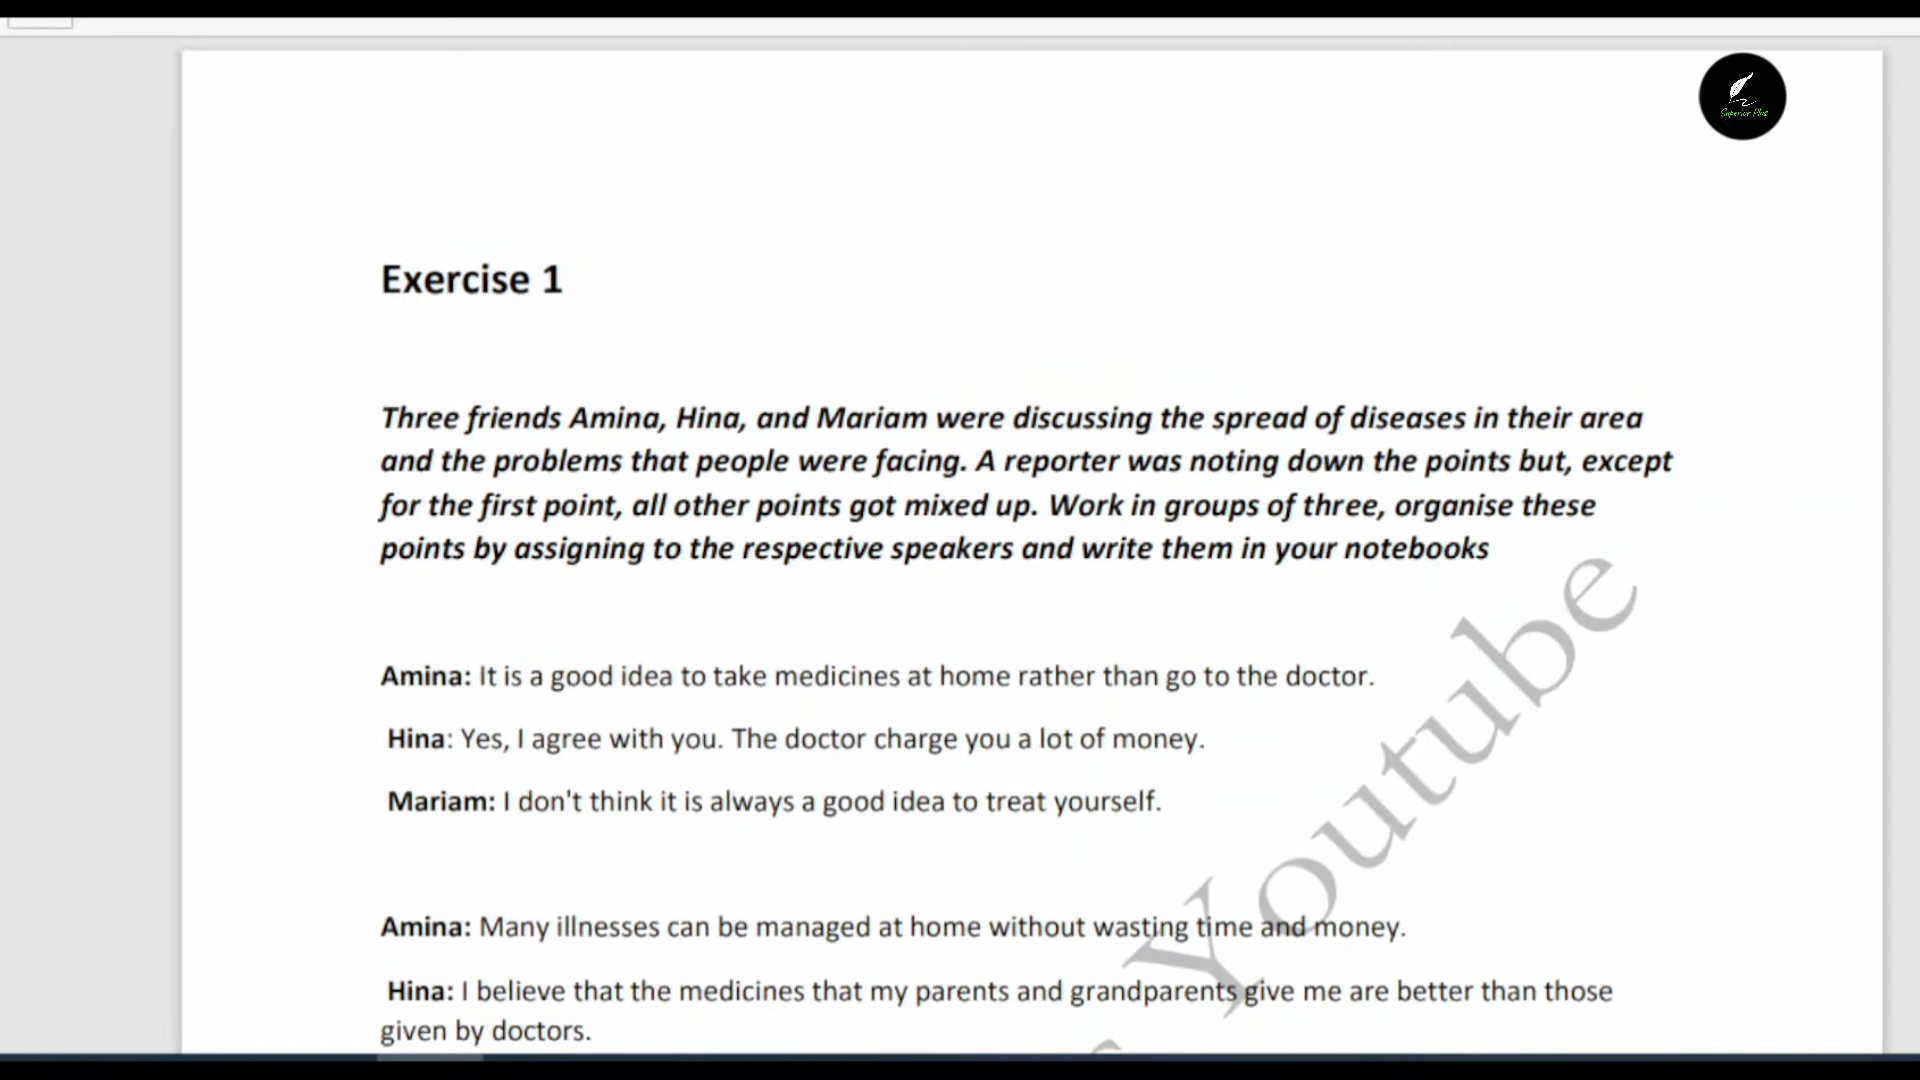 Superior Plus
Exercise 1
Three friends Amina, Hina, and Mariam were discussing the spread of diseases in their area
and the problems that people were facing. A reporter was noting down the points but, except
for the first point, all other points got mixed up. Work in groups of three, organise these
points by assigning to the respective speakers and write them in your notebooks
Amina: It is a good idea to take medicines at home rather than go to the doctor.
Hina: Yes, I agree with you. The doctor charge you a lot of money.
Mariam: I don't think it is always a good idea to treat yourself.
Amina: Many illnesses can be managed at home without wasting time and money.
Hina: I believe that the medicines that my parents and grandparents give me are better than those
given by doctors.
Youtube